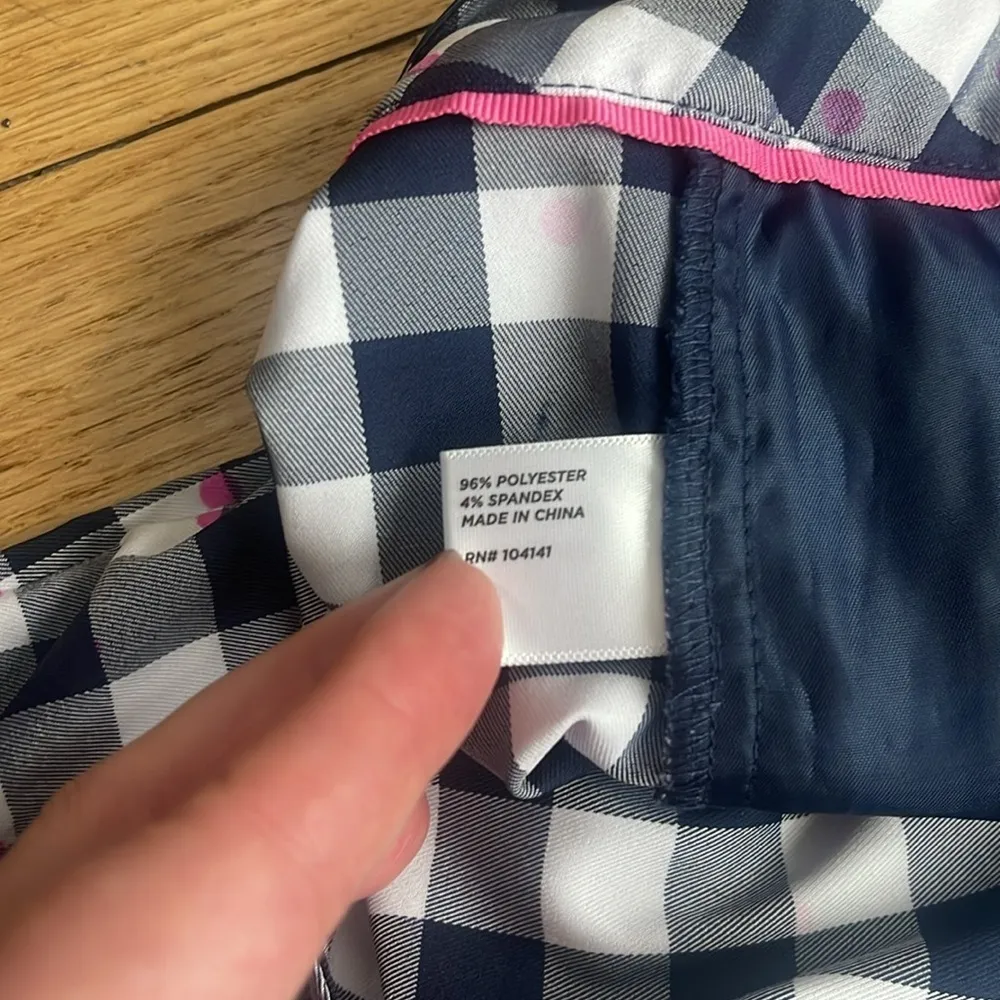 96% POLYESTER
4% SPANDEX
MADE IN CHINA
RN# 104141